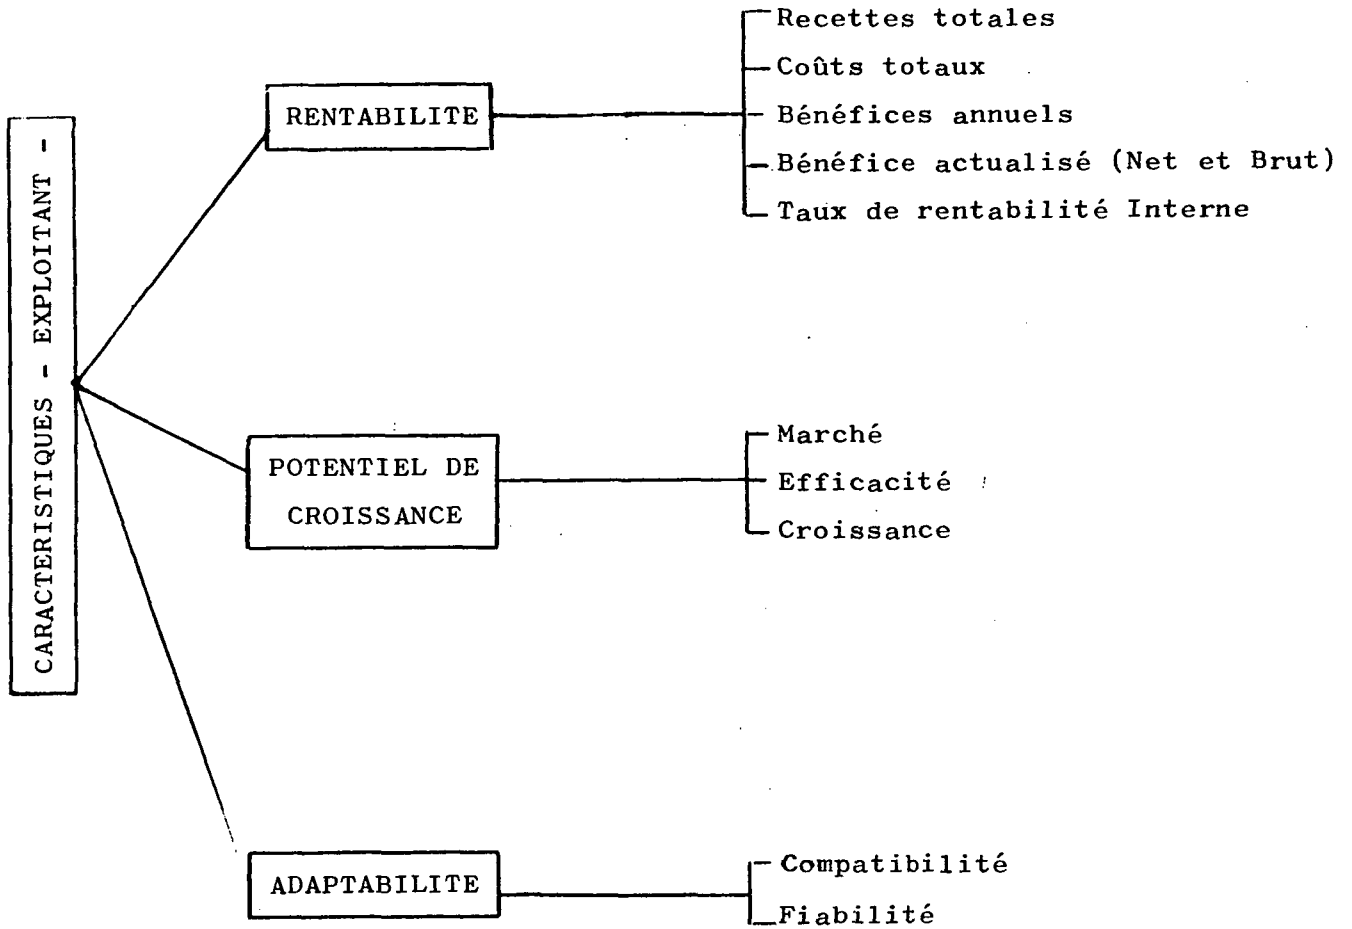 CARACTERISTIQUES - EXPLOITANT -
RENTABILITE
Recettes totales
Coûts totaux
Bénéfices annuels
Bénéfice actualisé (Net et Brut)
Taux de rentabilité Interne
POTENTIEL DE
CROISSANCE
Marché
Efficacité
Croissance
ADAPTABILITE
Compatibilité
Fiabilité